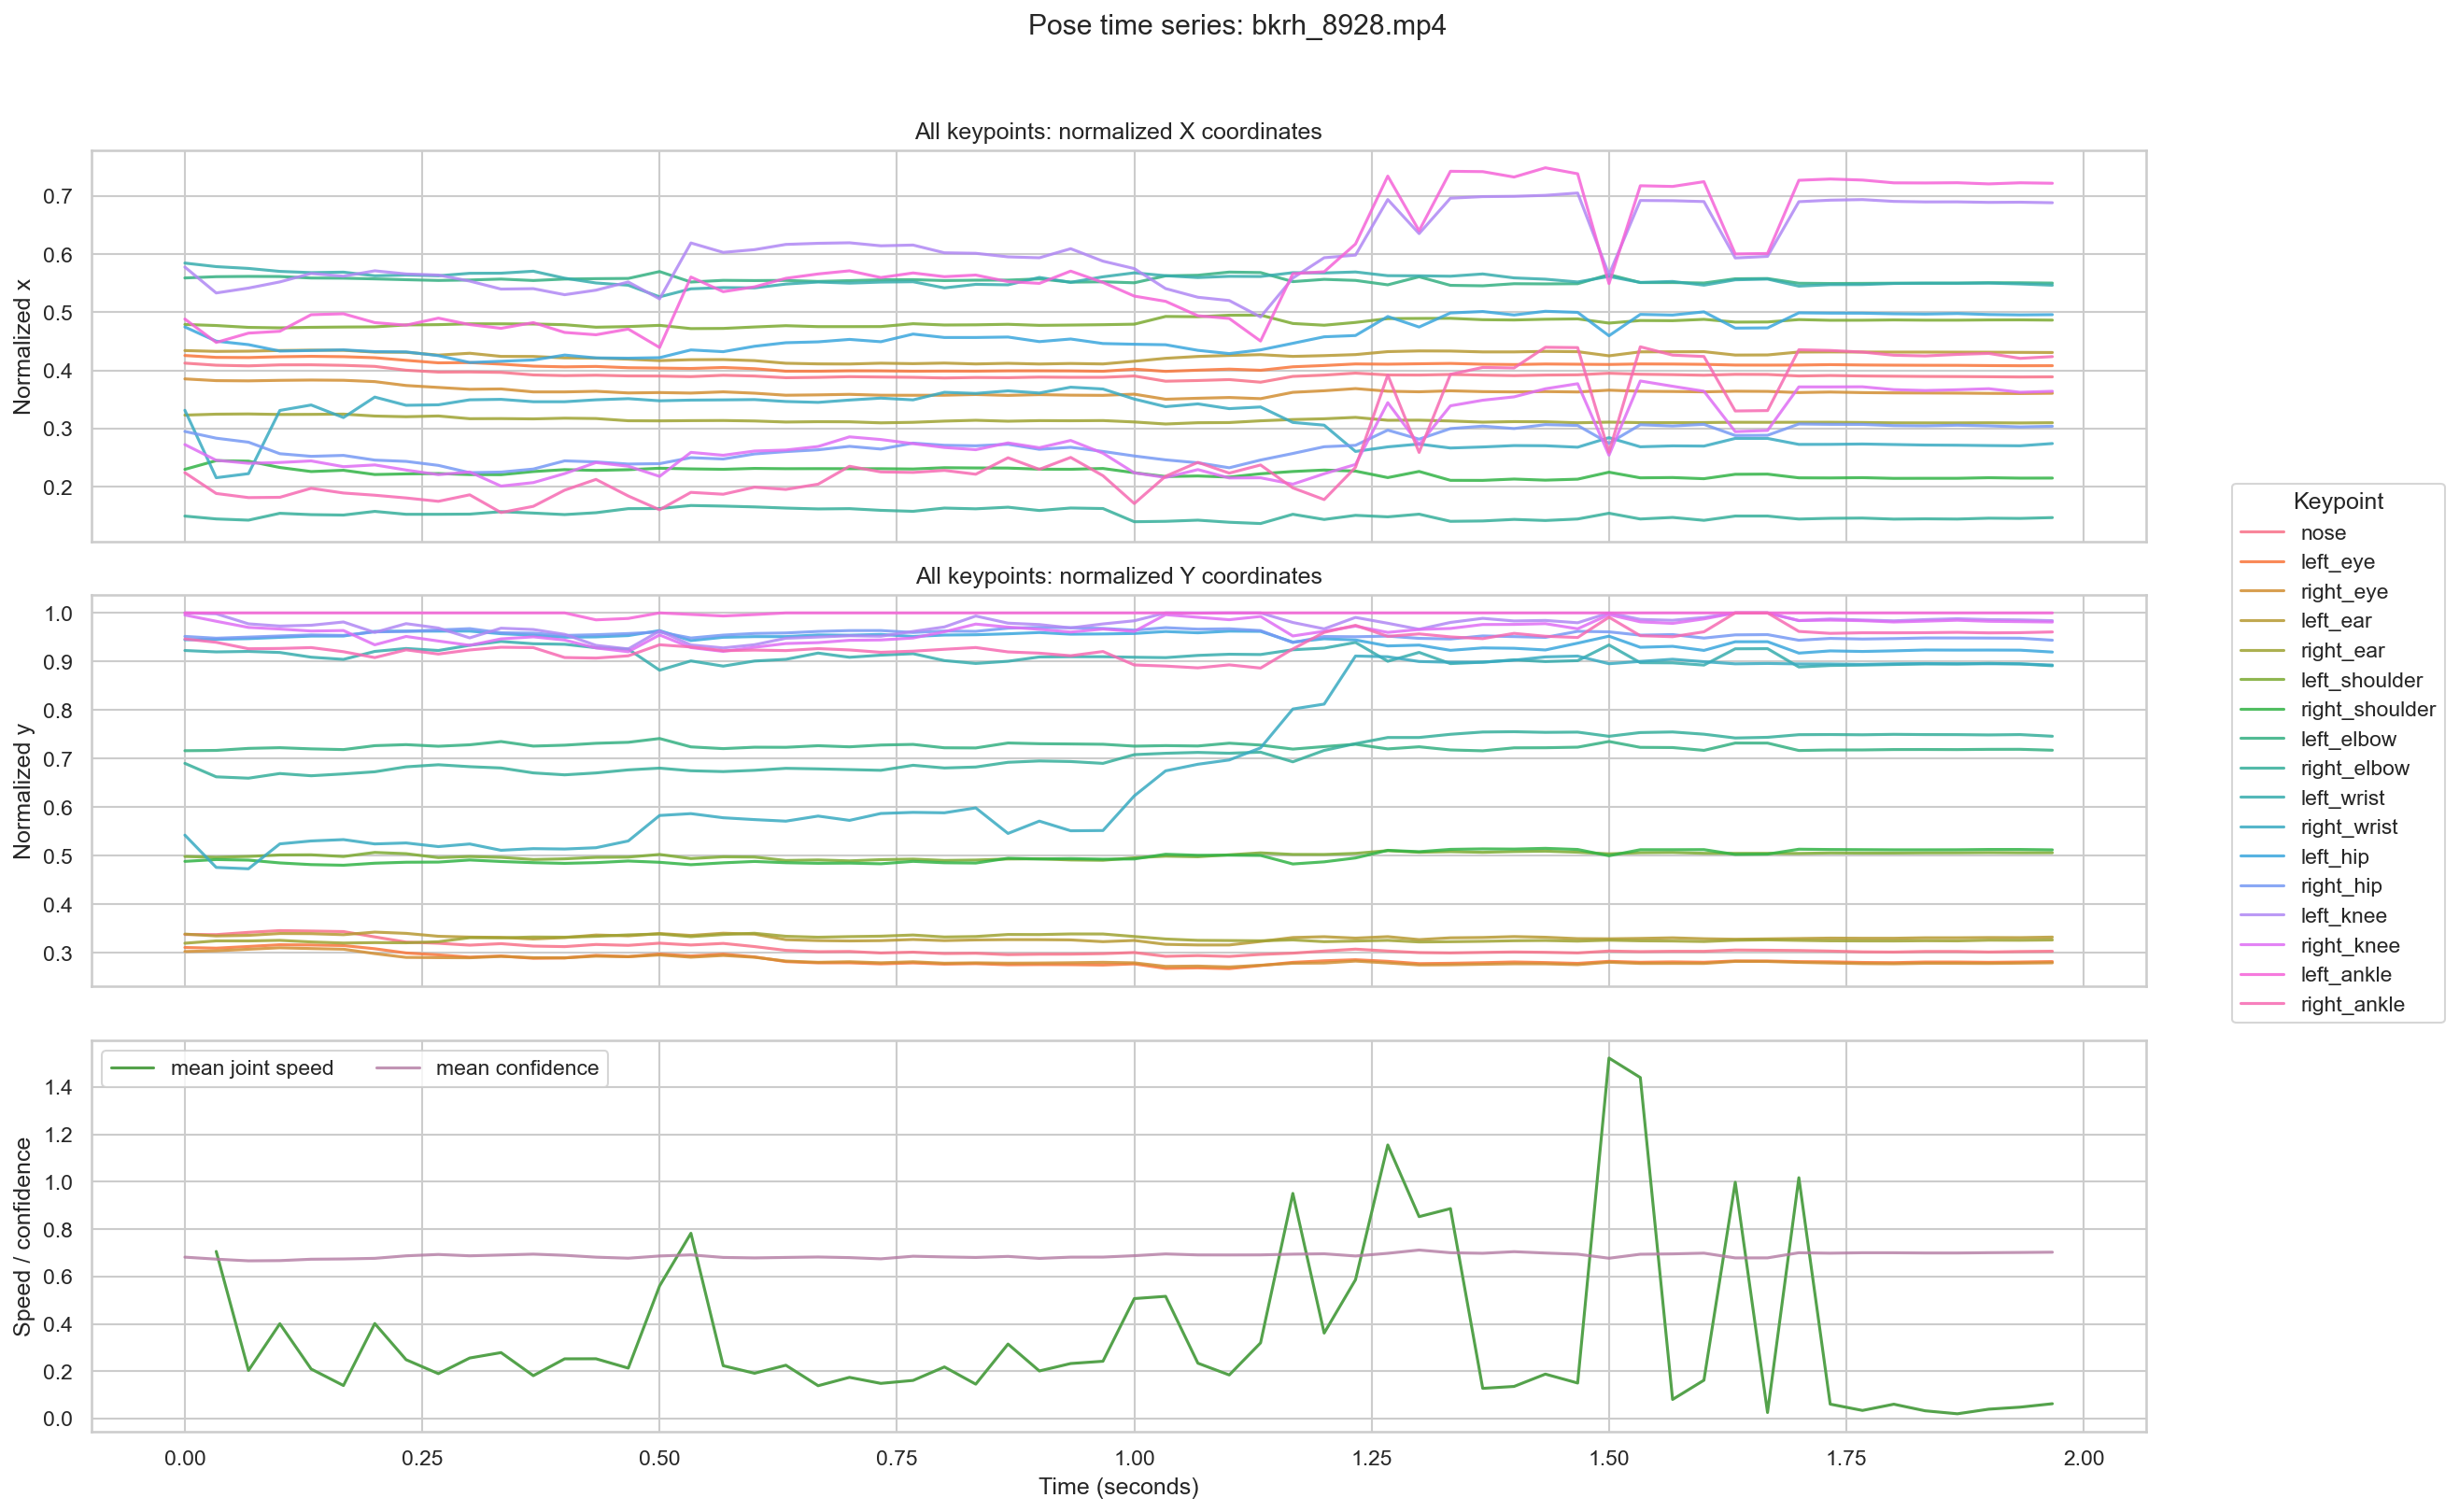 Pose time series: bkrh_8928.mp4
All keypoints: normalized X coordinates
Normalized x
0.7
0.6
0.5
0.4
0.3
0.2
All keypoints: normalized Y coordinates
Normalized y
1.0
0.9
0.8
0.7
0.6
0.5
0.4
0.3
Keypoint
nose
left_eye
right_eye
left_ear
right_ear
left_shoulder
right_shoulder
left_elbow
right_elbow
left_wrist
right_wrist
left_hip
right_hip
left_knee
right_knee
left_ankle
right_ankle
mean joint speed
mean confidence
Speed / confidence
1.4
1.2
1.0
0.8
0.6
0.4
0.2
0.0
0.00 0.25 0.50 0.75 1.00 1.25 1.50 1.75 2.00
Time (seconds)